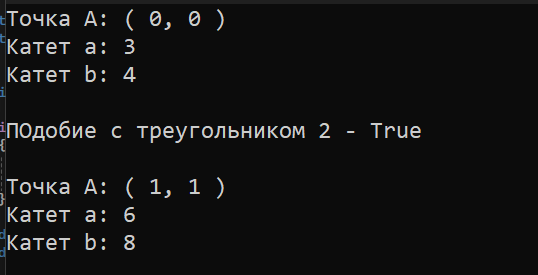 Точка A: ( 0, 0 )
Катет a: 3
Катет b: 4
ПОдобие с треугольником 2 - True
Точка A: ( 1, 1 )
Катет a: 6
Катет b: 8